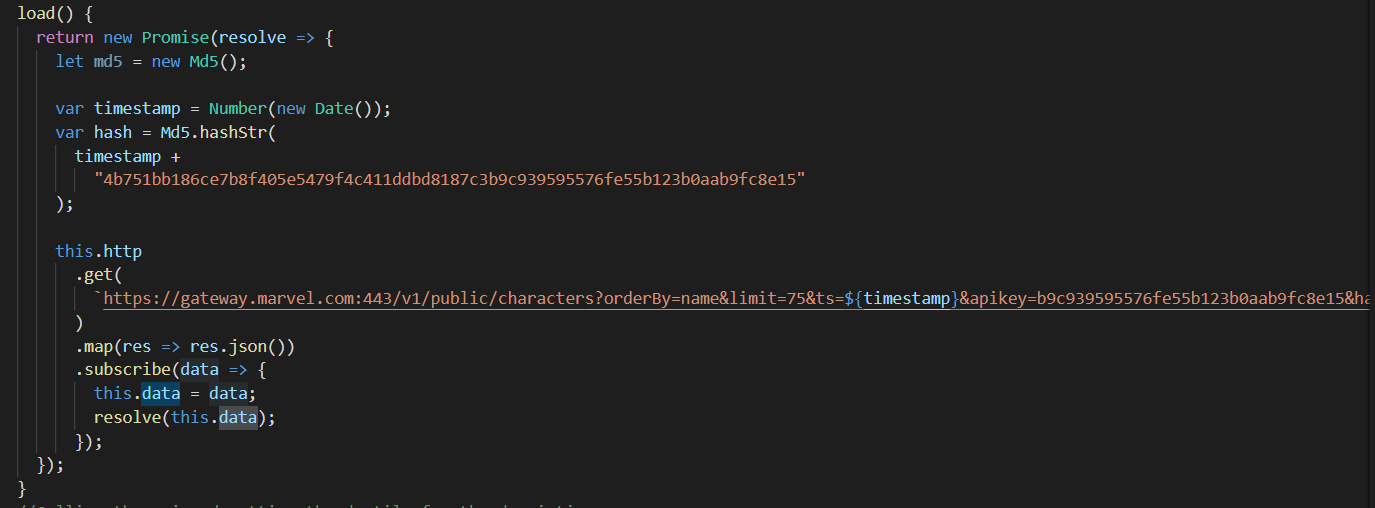 load() {
return new Promise(resolve => {
let md5 = new Md5();
var timestamp = Number(new Date());
var hash = Md5.hashStr(
timestamp +
"4b751bb186ce7b8f405e5479f4c411ddbd8187c3b9c939595576fe55b123b0aab9fc8e15"
);
this.http
.get(
`https://gateway.marvel.com:443/v1/public/characters?orderBy=name&limit=75&ts=${timestamp}&apikey=b9c939595576fe55b123b0aab9fc8e15&ha
)
.map(res => res.json())
.subscribe(data => {
this.data = data;
resolve(this.data);
});
});
}